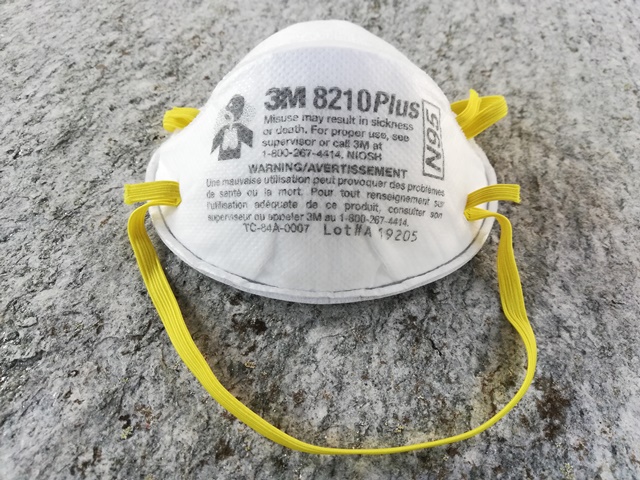 3M 8210 Plus
N95
Misuse may result in sickness
or death. For proper use, see
supervisor or call 3M at
1-800-267-4414. NIOSH
WARNING/AVERTISSEMENT
Une mauvaise utilisation peut provoquer des problèmes
de santé ou la mort. Pour tout renseignement sur
l'utilisation adéquate de ce produit, consulter son
superviseur ou appeler 3M au 1-800-267-4414.
TC-84A-0007 Lot#A 19205